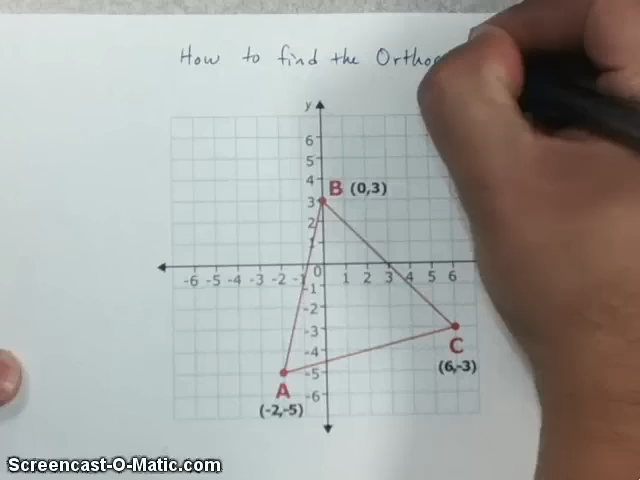 How to find the
y
6
5
4
B (0,3)
3
2
1
0
-6 -5 -4 -3 -2 -1 1 2 3 4 5 6
-1
-2
-3
C
-4
(6,-3)
-5
A
-6
(-2,-5)
Screencast-O-Matic.com